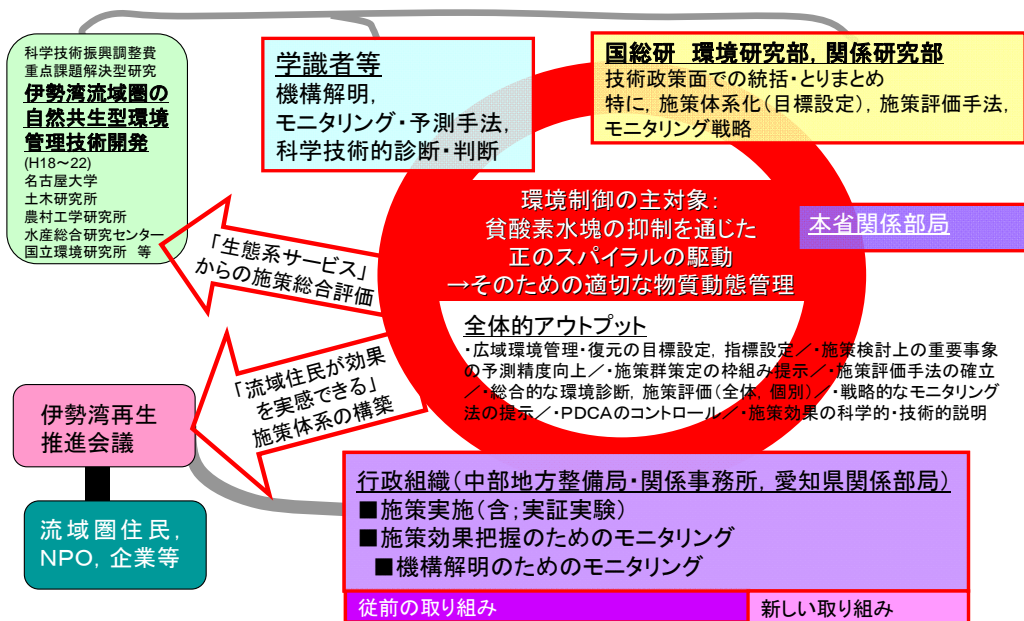 科学技術振興調整費
重点課題解決型研究
伊勢湾流域圏の
自然共生型環境
管理技術開発
(H18～22)
名古屋大学
土木研究所
農村工学研究所
水産総合研究センター
国立環境研究所 等
学識者等
機構解明,
モニタリング・予測手法,
科学技術的診断・判断
国総研 環境研究部, 関係研究部
技術政策面での統括・とりまとめ
特に, 施策体系化(目標設定), 施策評価手法,
モニタリング戦略
環境制御の主対象:
貧酸素水塊の抑制を通じた
正のスパイラルの駆動
→そのための適切な物質動態管理
本省関係部局
「生態系サービス」
からの施策総合評価
全体的アウトプット
・広域環境管理・復元の目標設定, 指標設定／・施策検討上の重要事象
の予測精度向上／・施策群策定の枠組み提示／・施策評価手法の確立
／・総合的な環境診断, 施策評価(全体, 個別)／・戦略的なモニタリング
法の提示／・PDCAのコントロール／・施策効果の科学的・技術的説明
「流域住民が効果
を実感できる」
施策体系の構築
伊勢湾再生
推進会議
流域圏住民,
NPO, 企業等
行政組織(中部地方整備局・関係事務所, 愛知県関係部局)
■施策実施(含;実証実験)
■施策効果把握のためのモニタリング
■機構解明のためのモニタリング
従前の取り組み
新しい取り組み